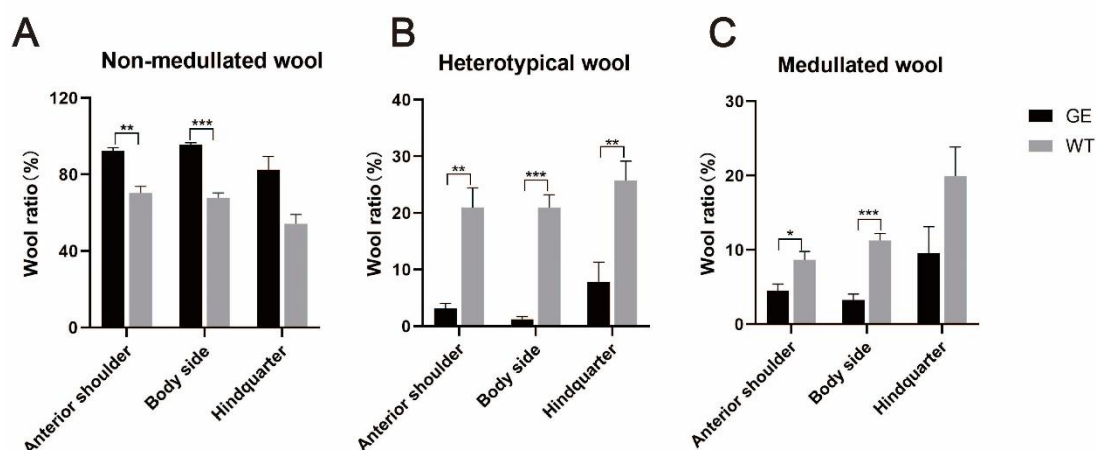 A
Non-medullated wool
Wool ratio(%)
120
80
40
0
**
***
Anterior shoulder
Body side
Hindquarter
B
Heterotypical wool
Wool ratio(%)
40
30
20
10
0
**
***
**
Anterior shoulder
Body side
Hindquarter
C
Medullated wool
Wool ratio(%)
30
20
10
0
*
***
Anterior shoulder
Body side
Hindquarter
GE
WT